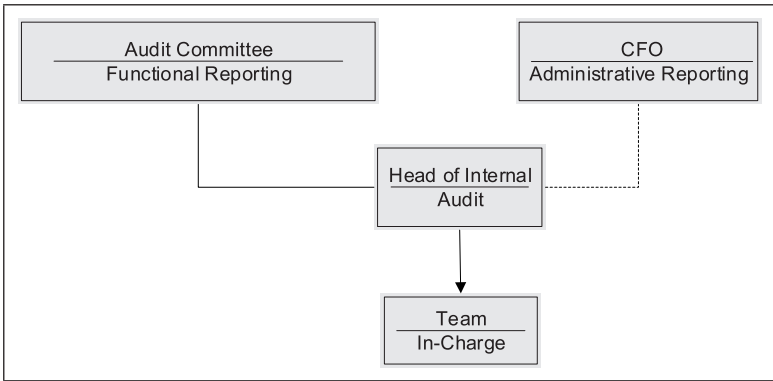 Audit Committee
Functional Reporting
CFO
Administrative Reporting
Head of Internal
Audit
Team
In-Charge